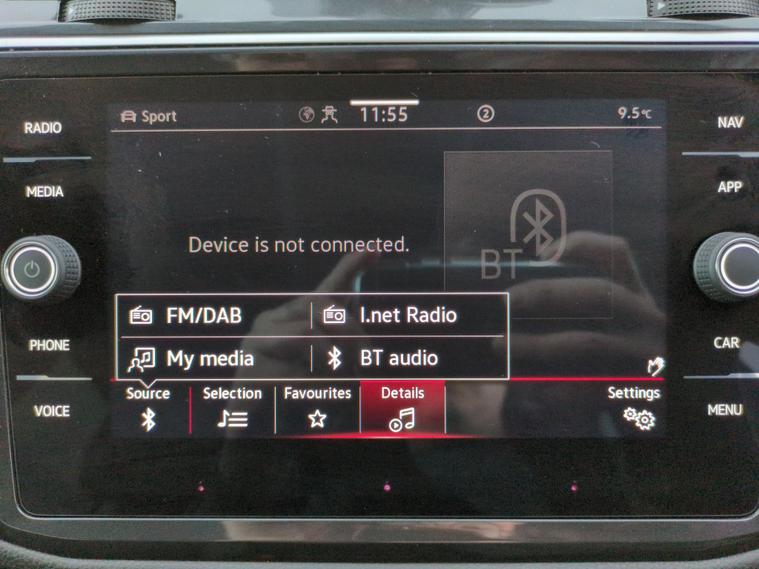 Sport 11:55 2 9.5°C
RADIO
NAV
MEDIA
APP
Device is not connected.
BT
FM/DAB I.net Radio
My media BT audio
PHONE
CAR
Source Selection Favourites Details Settings
VOICE
MENU